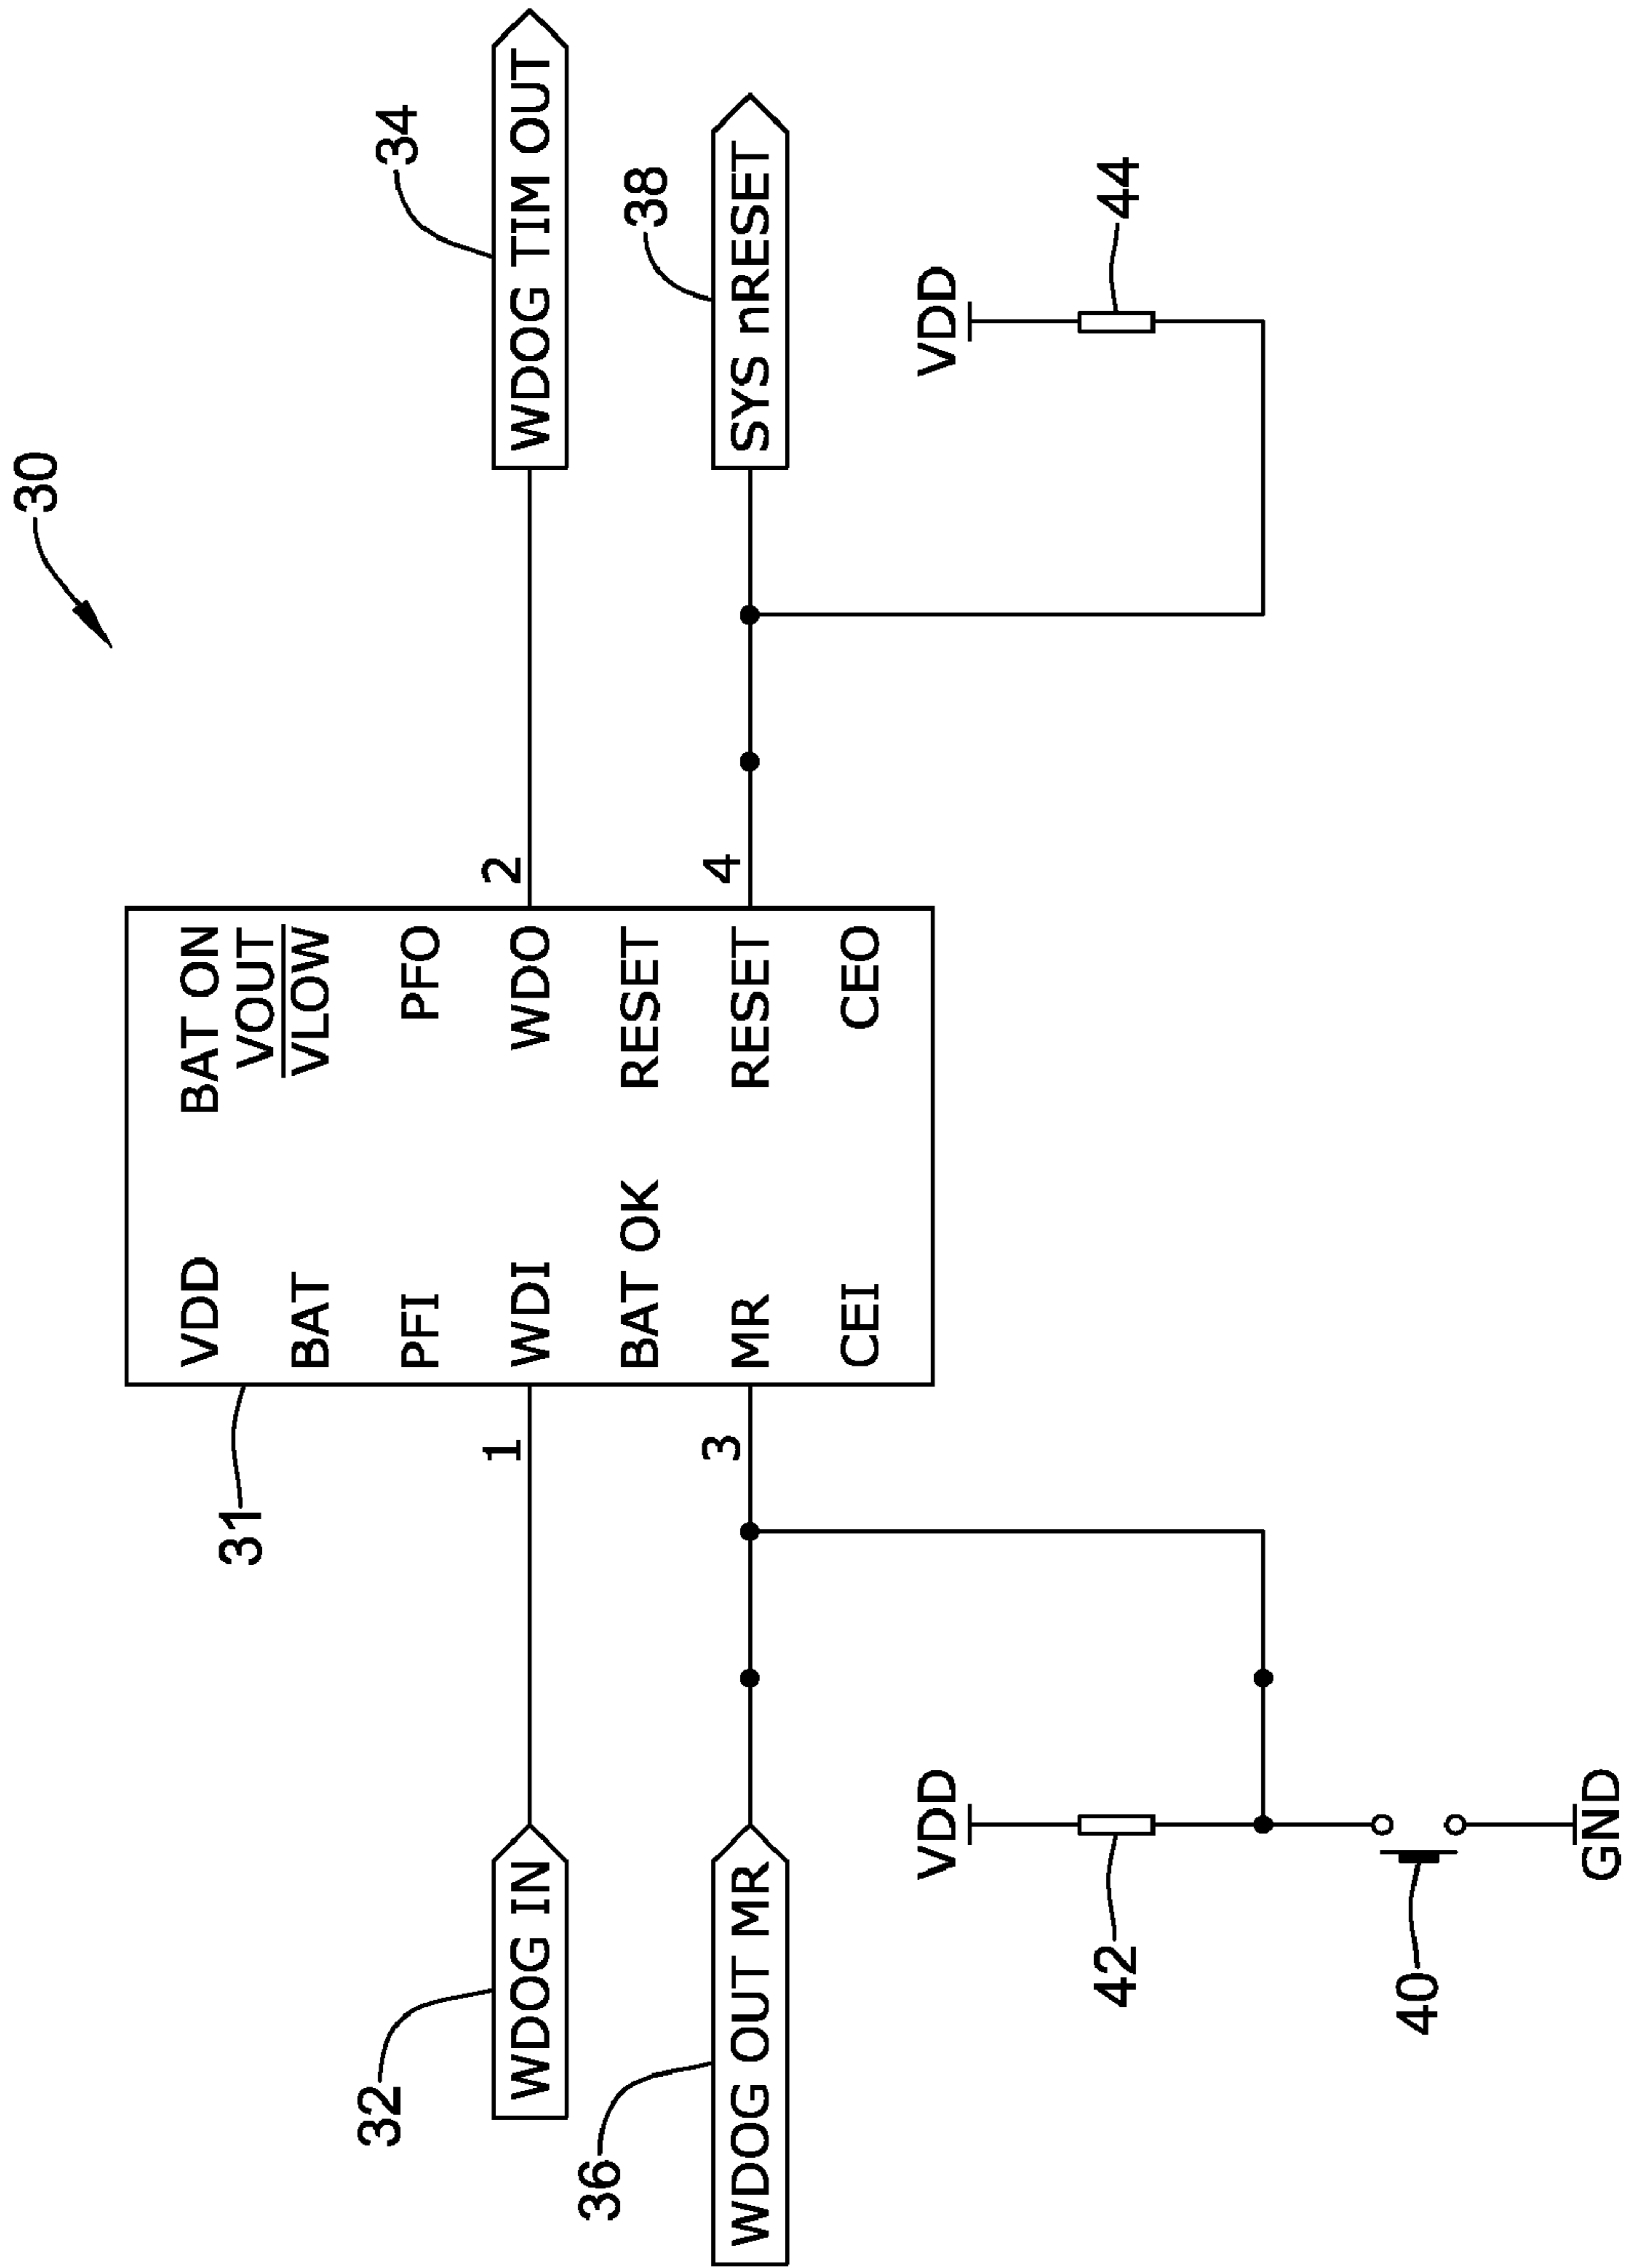 30
31
VDD
BAT ON
VOUT
BAT
VLOW
PFI
PFO
32
WDOG IN
1
WDI
WDO
2
WDOG TIM OUT
34
BAT OK
RESET
36
WDOG OUT MR
3
MR
RESET
4
SYS nRESET
38
CEI
CEO
VDD
VDD
42
44
40
GND